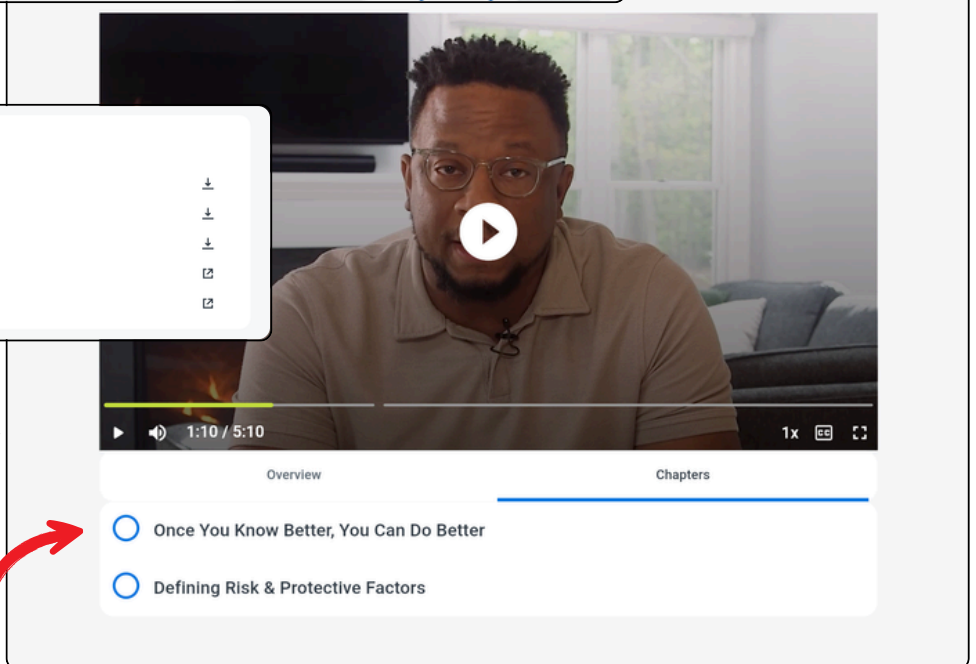 1:10 / 5:10
1x
CC
Overview
Chapters
Once You Know Better, You Can Do Better
Defining Risk & Protective Factors